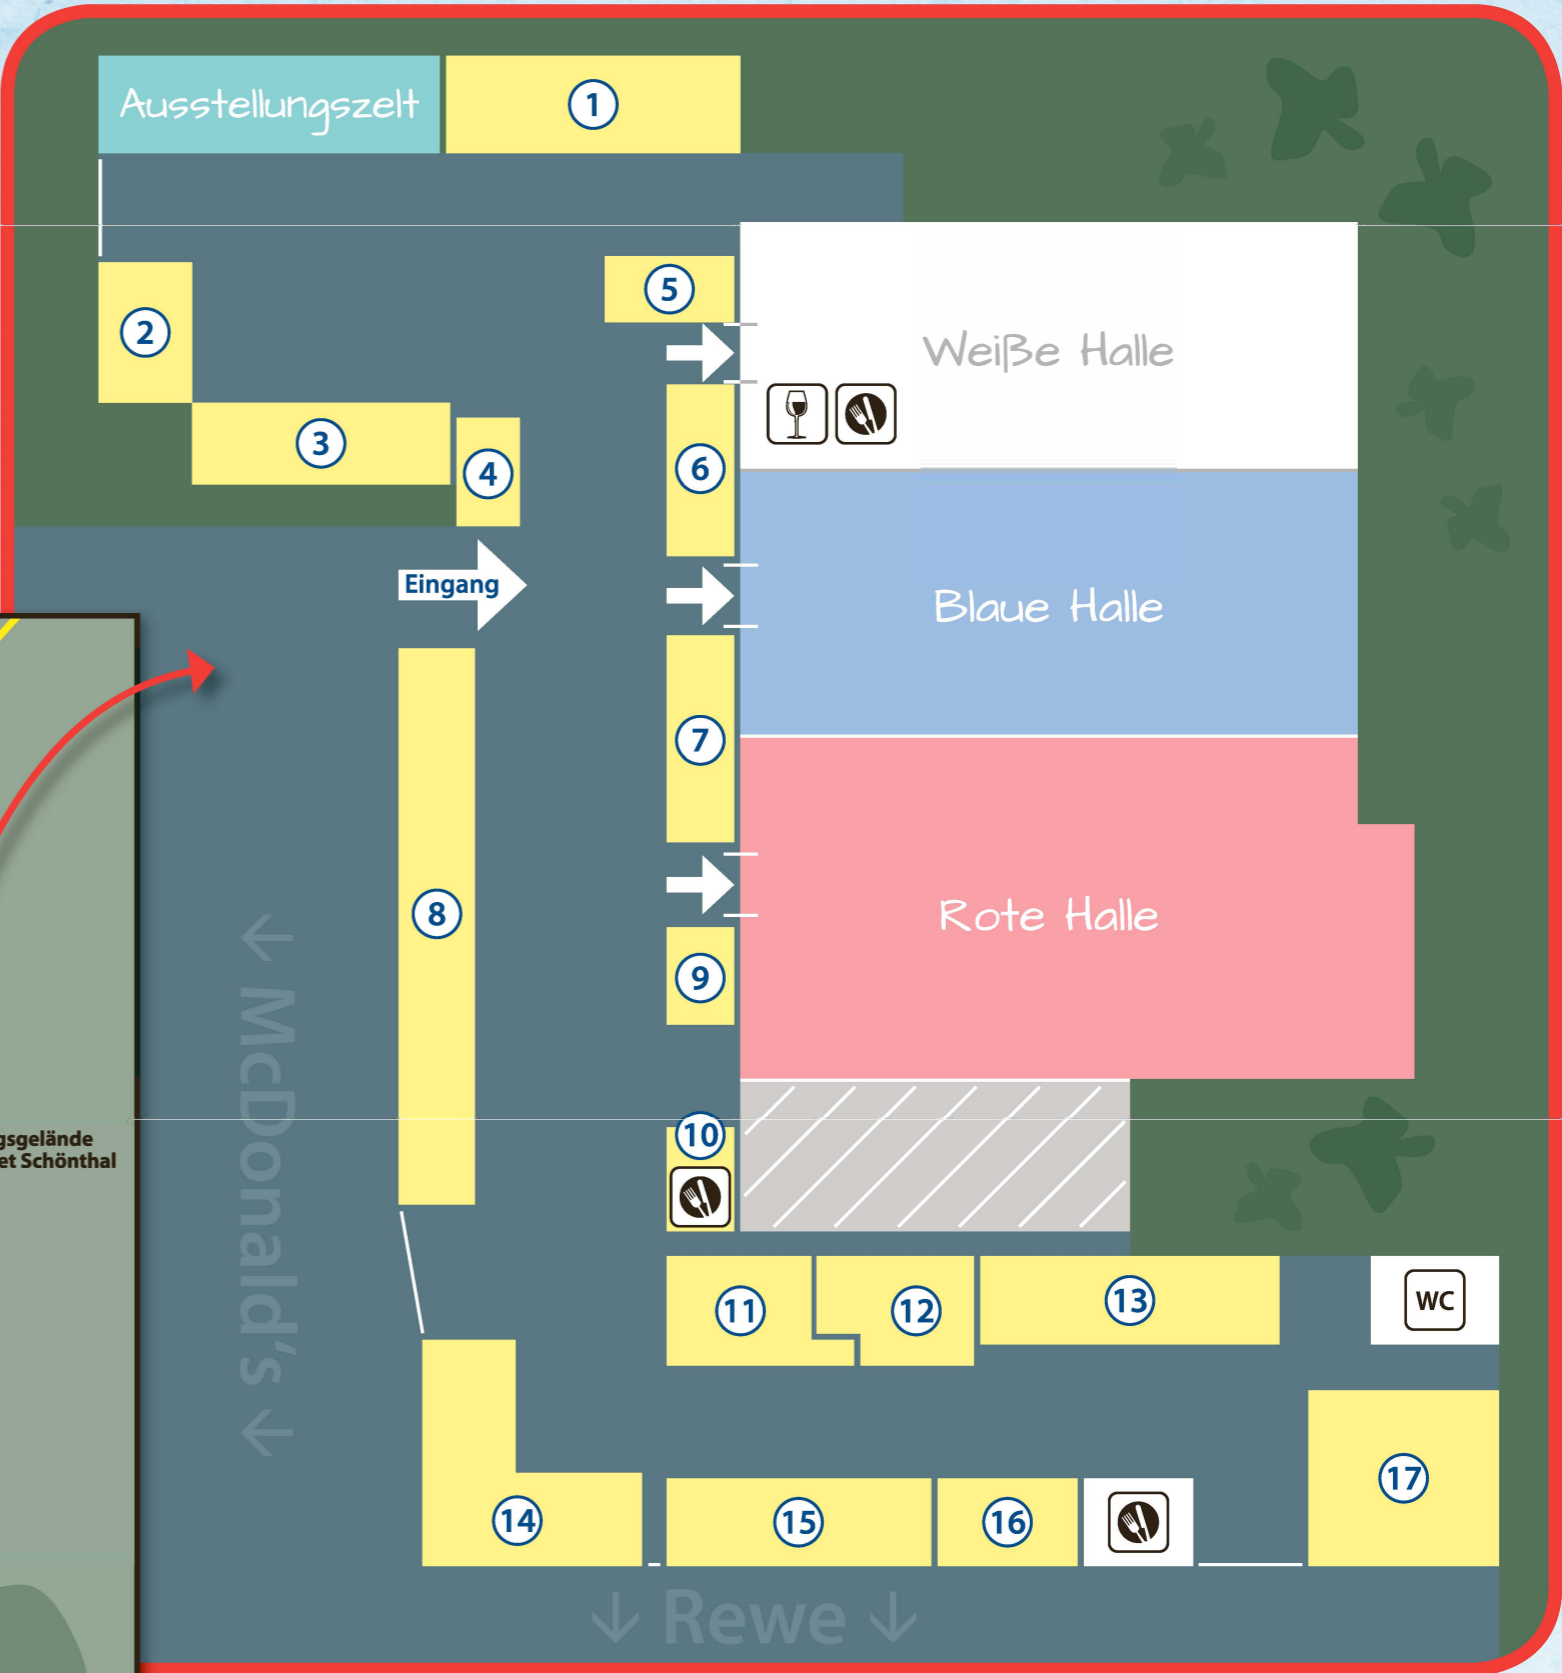 Ausstellungszelt
1
2
3
4
5
Weiße Halle
6
Eingang
Blaue Halle
7
8
Rote Halle
9
← McDonald's ←
gsgelände
et Schönthal
10
11
12
13
WC
14
15
16
17
↓ Rewe ↓